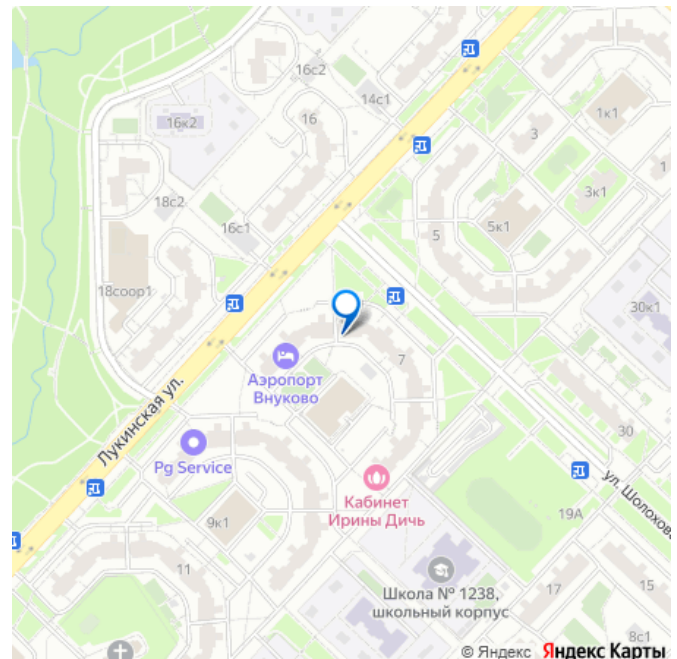 16с2
14с1
16
16к2
1к1
3
1
18с2
3к1
16с1
5
5к1
18соор1
30к1
7
Аэропорт
Внуково
Лукинская ул.
Pg Service
30
Кабинет
Ирины Дичь
ул. Шолохова
19А
9к1
11
Школа № 1238,
школьный корпус
17
15
8с1
© Яндекс Яндекс Карты